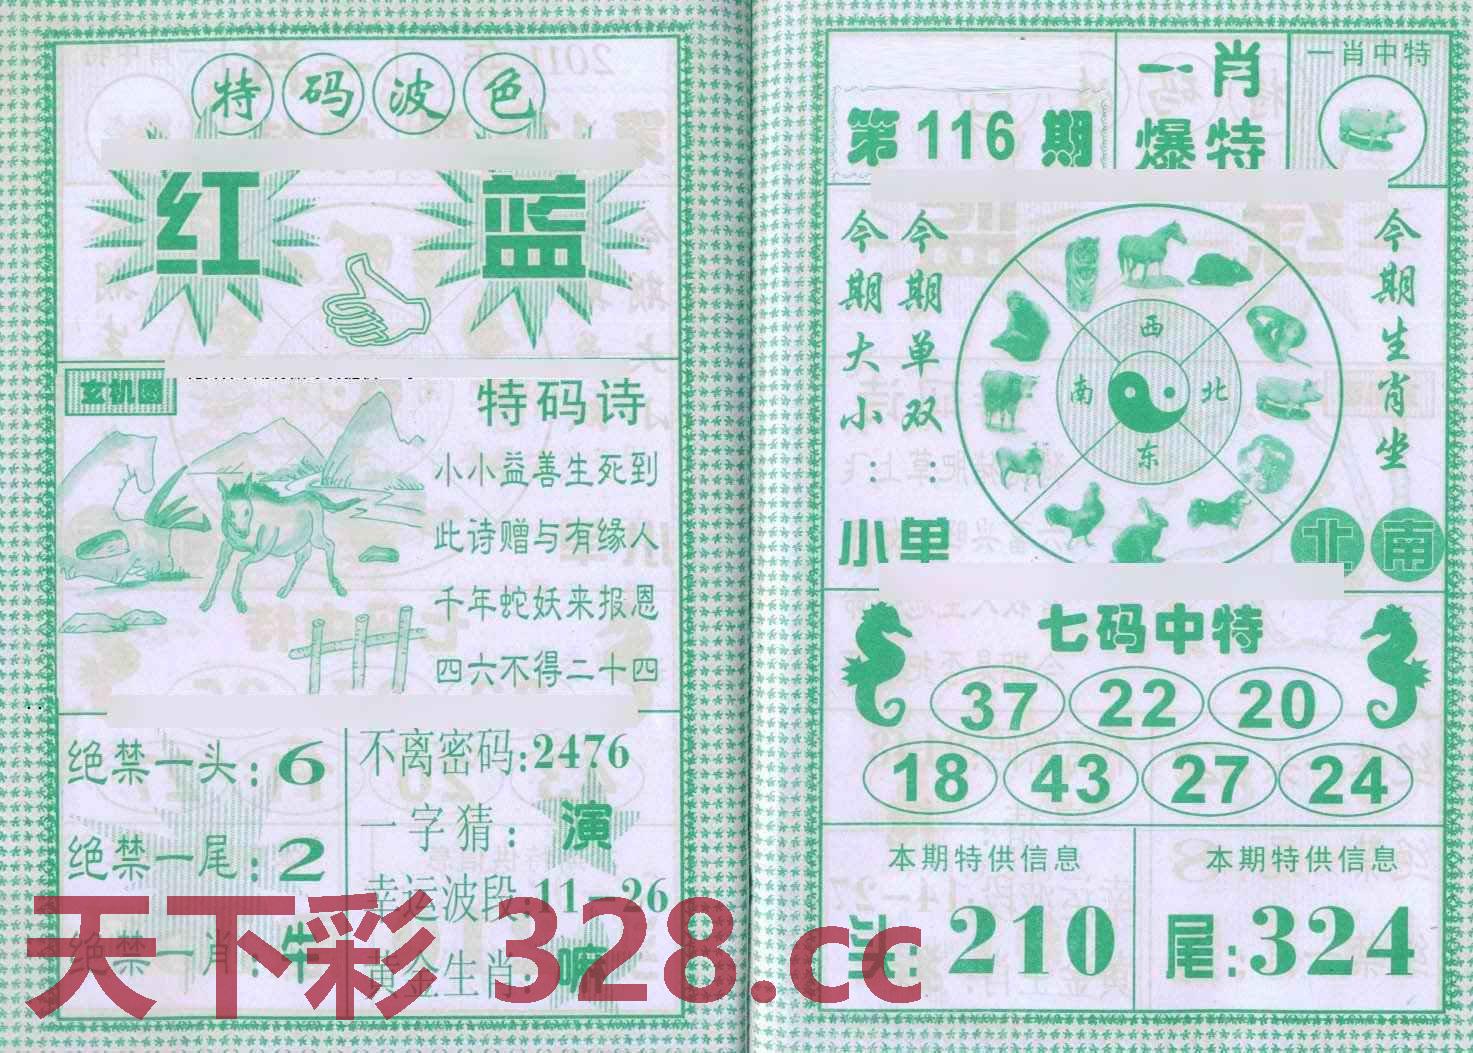 特码波色
红 蓝
玄机图
特码诗
小小益善生死到
此诗赠与有缘人
千年蛇妖来报恩
四六不得二十四
绝禁一头:6
绝禁一尾:2
绝禁一肖:牛
不离密码:2476
一字猜:演
幸运波段:11-26
黄金生肖:嘛
天下彩 328.cc
第116期
一肖
爆特
一肖中特
今期大小:小
今期单双:单
西
南 北
东
今期生肖坐
北 南
七码中特
37 22 20
18 43 27 24
本期特供信息
头:210
本期特供信息
尾:324